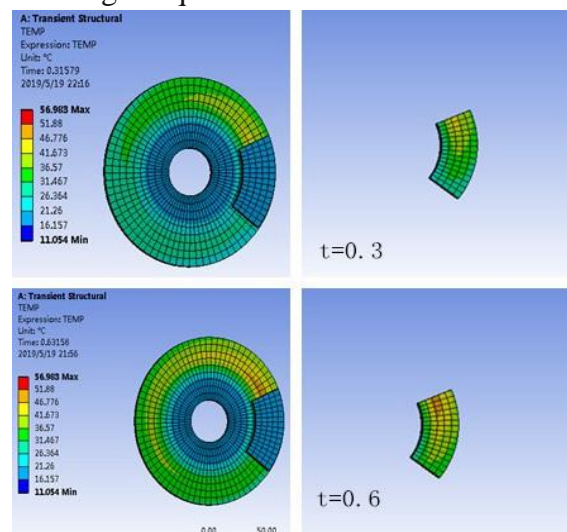 A: Transient Structural
TEMP
Expression: TEMP
Unit: °C
Time: 0.31579
2019/5/19 22:16
56.983 Max
51.88
46.776
41.673
36.57
31.467
26.364
21.26
16.157
11.054 Min
t=0.3
A: Transient Structural
TEMP
Expression: TEMP
Unit: °C
Time: 0.63158
2019/5/19 21:56
56.983 Max
51.88
46.776
41.673
36.57
31.467
26.364
21.26
16.157
11.054 Min
0.00
50.00
t=0.6